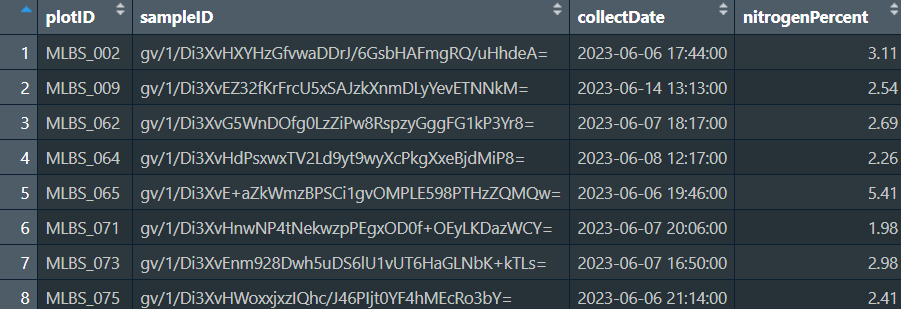 plotID sampleID collectDate nitrogenPercent
1 MLBS_002 gv/1/Di3XvHXYHzGfvwaDDrJ/6GsbHAFmgRQ/uHhdeA= 2023-06-06 17:44:00 3.11
2 MLBS_009 gv/1/Di3XvEZ32fKrFrcU5xSAJzkXnmDLyYevETNNkM= 2023-06-14 13:13:00 2.54
3 MLBS_062 gv/1/Di3XvG5WnDOfg0LzZiPw8RspzyGggFG1kP3Yr8= 2023-06-07 18:17:00 2.69
4 MLBS_064 gv/1/Di3XvHdPsxwxTV2Ld9yt9wyXcPkgXxeBjdMiP8= 2023-06-08 12:17:00 2.26
5 MLBS_065 gv/1/Di3XvE+aZkWmzBPSCi1gvOMPLE598PTHzZQMQw= 2023-06-06 19:46:00 5.41
6 MLBS_071 gv/1/Di3XvHnwNP4tNekwzpPEgxOD0f+OEyLKDazWCY= 2023-06-07 20:06:00 1.98
7 MLBS_073 gv/1/Di3XvEnm928Dwh5uDS6lU1vUT6HaGLNbK+kTLs= 2023-06-07 16:50:00 2.98
8 MLBS_075 gv/1/Di3XvHWoxxjxzIQhc/J46PIjt0YF4hMEcRo3bY= 2023-06-06 21:14:00 2.41